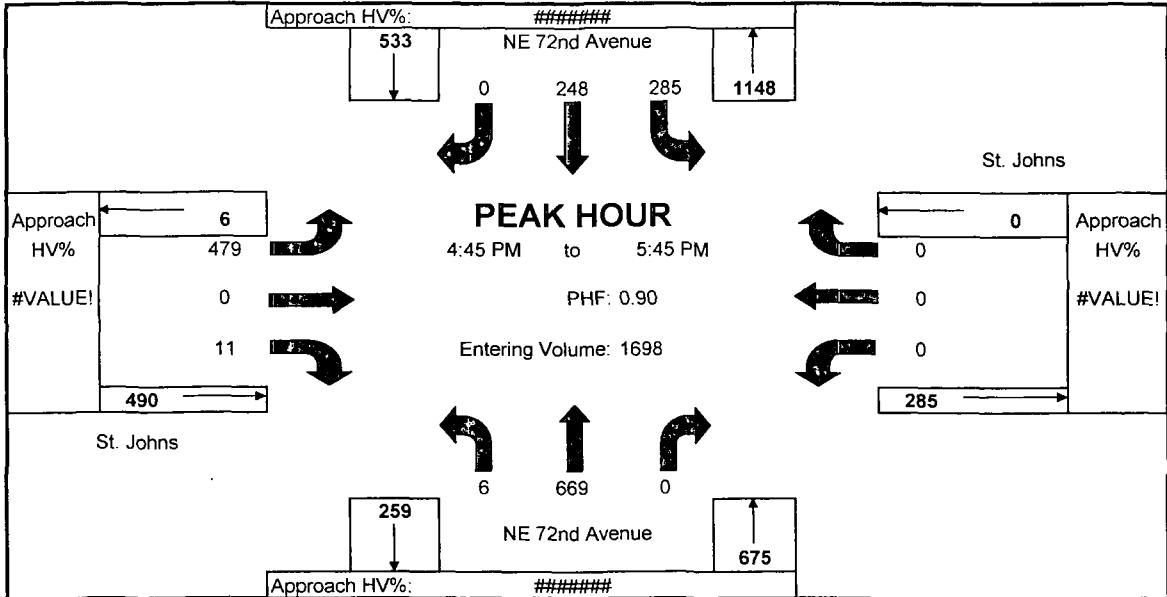 Approach HV%: #######
533 NE 72nd Avenue 1148
0 248 285
St. Johns
Approach HV% #VALUE!
6
479
0
11
490
St. Johns
PEAK HOUR
4:45 PM to 5:45 PM
PHF: 0.90
Entering Volume: 1698
0
0
0
0
285
Approach HV% #VALUE!
6 669 0
259 NE 72nd Avenue 675
Approach HV%: #######